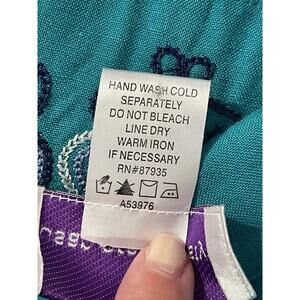 HAND WASH COLD
SEPARATELY
DO NOT BLEACH
LINE DRY
WARM IRON
IF NECESSARY
RN#87935
A53976